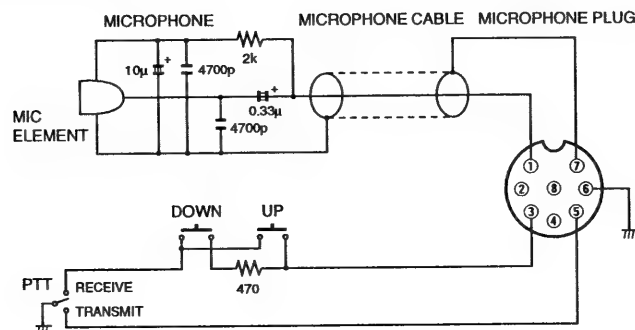 MICROPHONE
MICROPHONE CABLE
MICROPHONE PLUG
2k
10µ
+
4700p
+
0.33µ
4700p
MIC
ELEMENT
1
7
2
8
6
3
5
4
DOWN
UP
470
PTT
RECEIVE
TRANSMIT